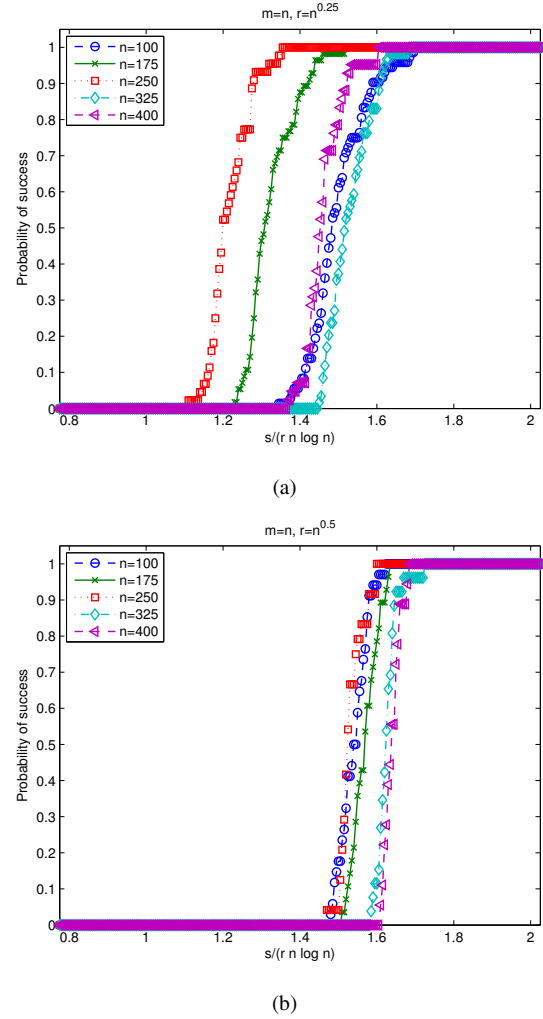 m=n, r=n^0.25
1
0.9
0.8
0.7
0.6
0.5
0.4
0.3
0.2
0.1
0
Probability of success
n=100
n=175
n=250
n=325
n=400
0.8 1 1.2 1.4 1.6 1.8 2
s/(r n log n)
(a)
m=n, r=n^0.5
1
0.9
0.8
0.7
0.6
0.5
0.4
0.3
0.2
0.1
0
Probability of success
n=100
n=175
n=250
n=325
n=400
0.8 1 1.2 1.4 1.6 1.8 2
s/(r n log n)
(b)